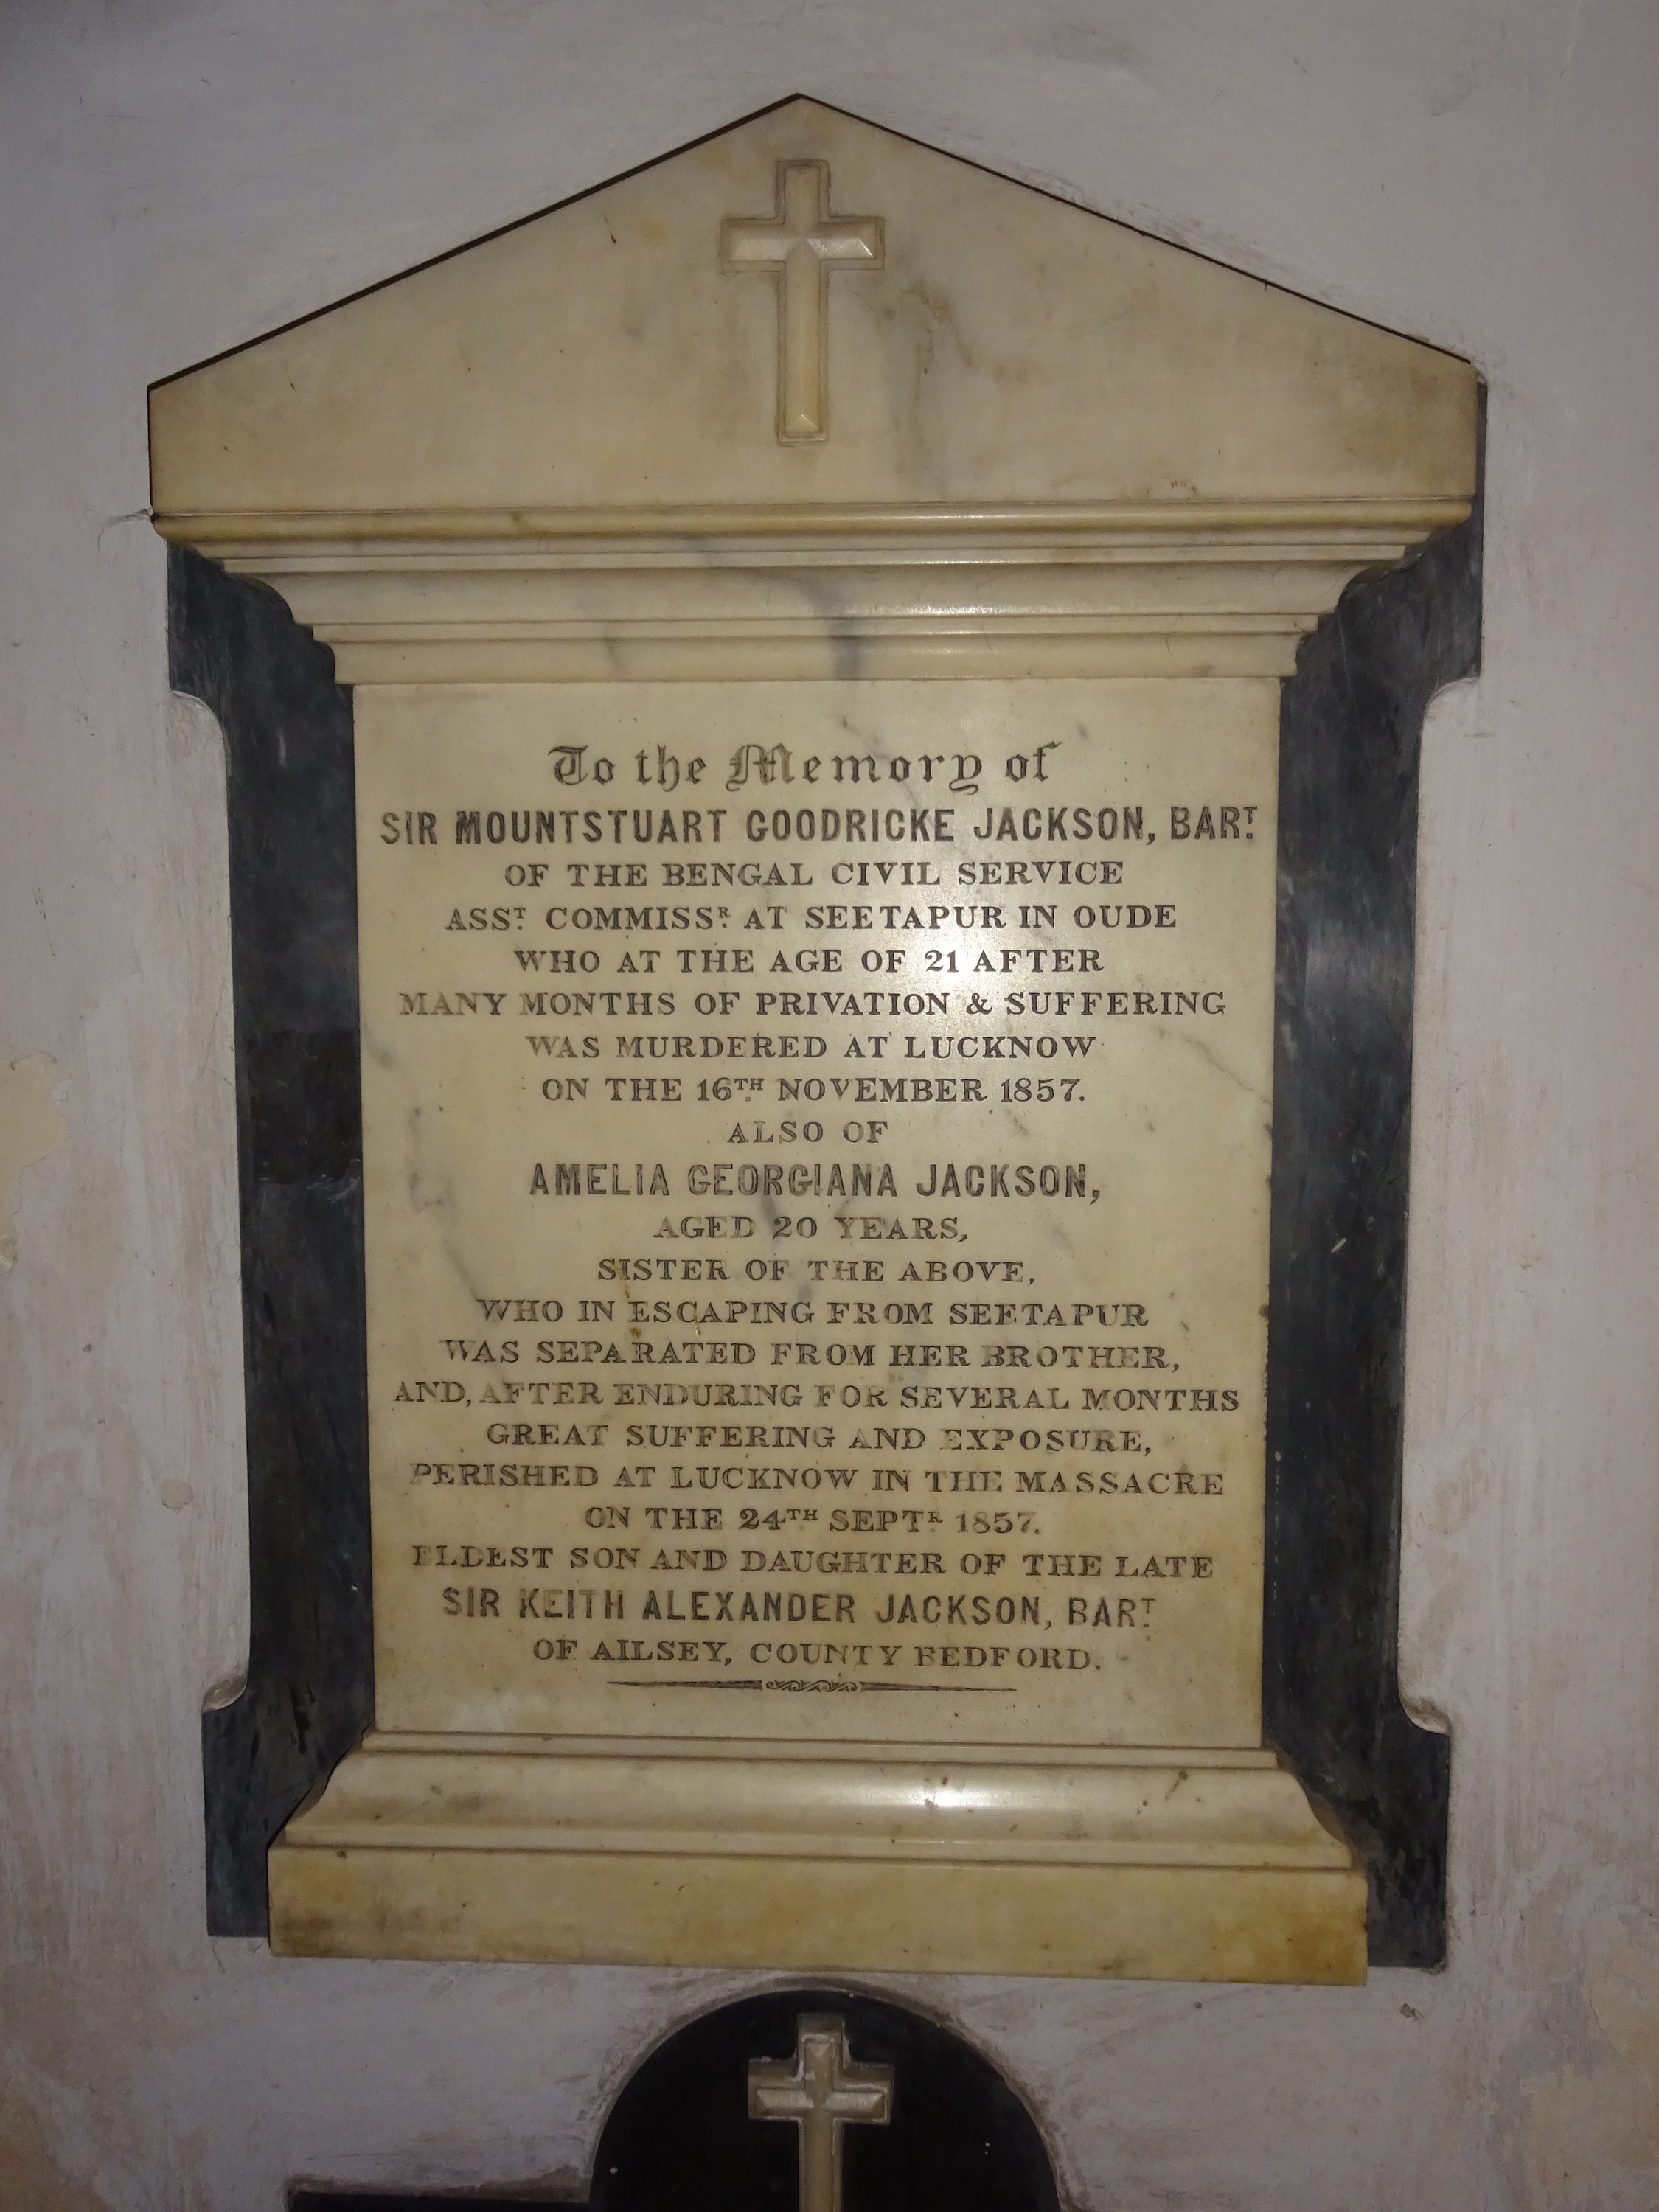 To the Memory of
SIR MOUNTSTUART GOODRICKE JACKSON, BART.
OF THE BENGAL CIVIL SERVICE
ASST. COMMISSR. AT SEETAPUR IN OUDE
WHO AT THE AGE OF 21 AFTER
MANY MONTHS OF PRIVATION & SUFFERING
WAS MURDERED AT LUCKNOW
ON THE 16TH. NOVEMBER 1857.
ALSO OF
AMELIA GEORGIANA JACKSON,
AGED 20 YEARS,
SISTER OF THE ABOVE,
WHO IN ESCAPING FROM SEETAPUR
WAS SEPARATED FROM HER BROTHER,
AND, AFTER ENDURING FOR SEVERAL MONTHS
GREAT SUFFERING AND EXPOSURE,
PERISHED AT LUCKNOW IN THE MASSACRE
ON THE 24TH SEPTR. 1857.
ELDEST SON AND DAUGHTER OF THE LATE
SIR KEITH ALEXANDER JACKSON, BART.
OF AILSEY, COUNTY BEDFORD.